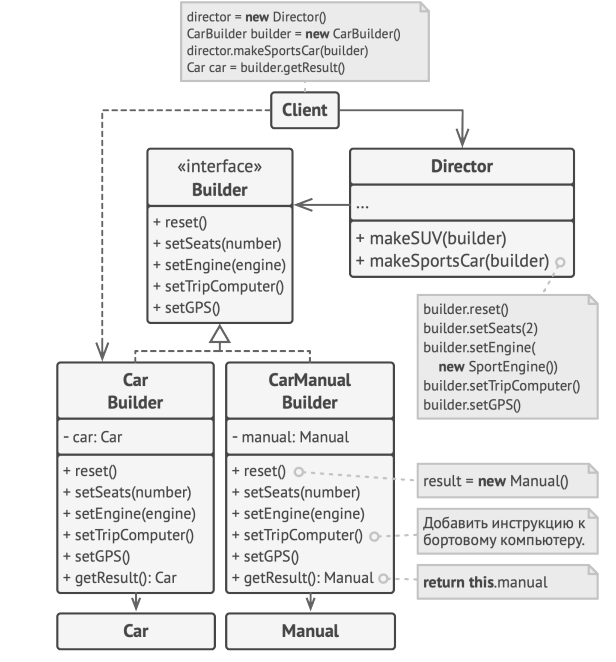 director = new Director()
CarBuilder builder = new CarBuilder()
director.makeSportsCar(builder)
Car car = builder.getResult()
Client
«interface»
Builder
+ reset()
+ setSeats(number)
+ setEngine(engine)
+ setTripComputer()
+ setGPS()
Director
...
+ makeSUV(builder)
+ makeSportsCar(builder)
builder.reset()
builder.setSeats(2)
builder.setEngine(
new SportEngine())
builder.setTripComputer()
builder.setGPS()
Car
Builder
- car: Car
+ reset()
+ setSeats(number)
+ setEngine(engine)
+ setTripComputer()
+ setGPS()
+ getResult(): Car
CarManual
Builder
- manual: Manual
+ reset()
+ setSeats(number)
+ setEngine(engine)
+ setTripComputer()
+ setGPS()
+ getResult(): Manual
result = new Manual()
Добавить инструкцию к
бортовому компьютеру.
return this.manual
Car
Manual